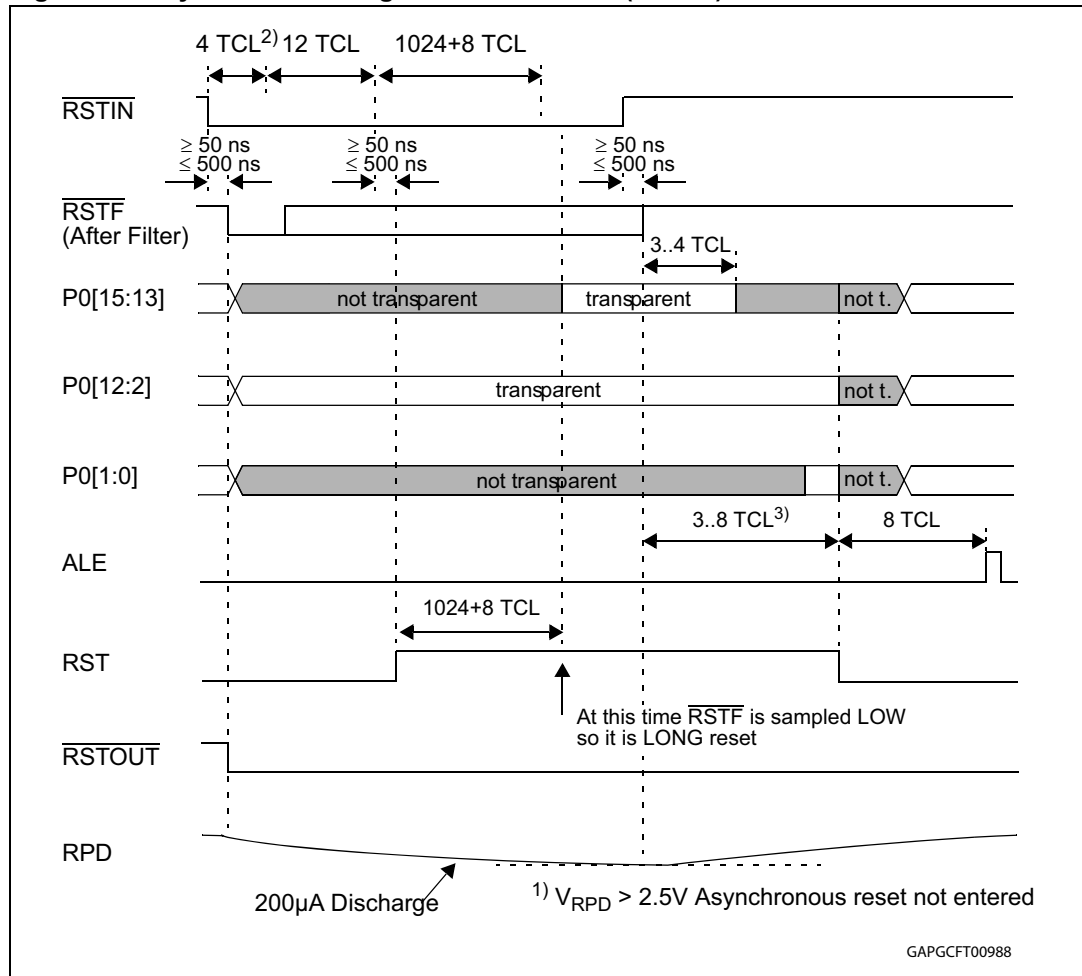 4 TCL2) 12 TCL 1024+8 TCL
RSTIN
≥ 50 ns ≥ 50 ns ≥ 50 ns
≤ 500 ns ≤ 500 ns ≤ 500 ns
RSTF
(After Filter)
3..4 TCL
P0[15:13] not transparent transparent not t.
P0[12:2] transparent not t.
P0[1:0] not transparent not t.
3..8 TCL3) 8 TCL
ALE
1024+8 TCL
RST
At this time RSTF is sampled LOW
so it is LONG reset
RSTOUT
RPD
200µA Discharge 1) VRPD > 2.5V Asynchronous reset not entered
GAPGCFT00988